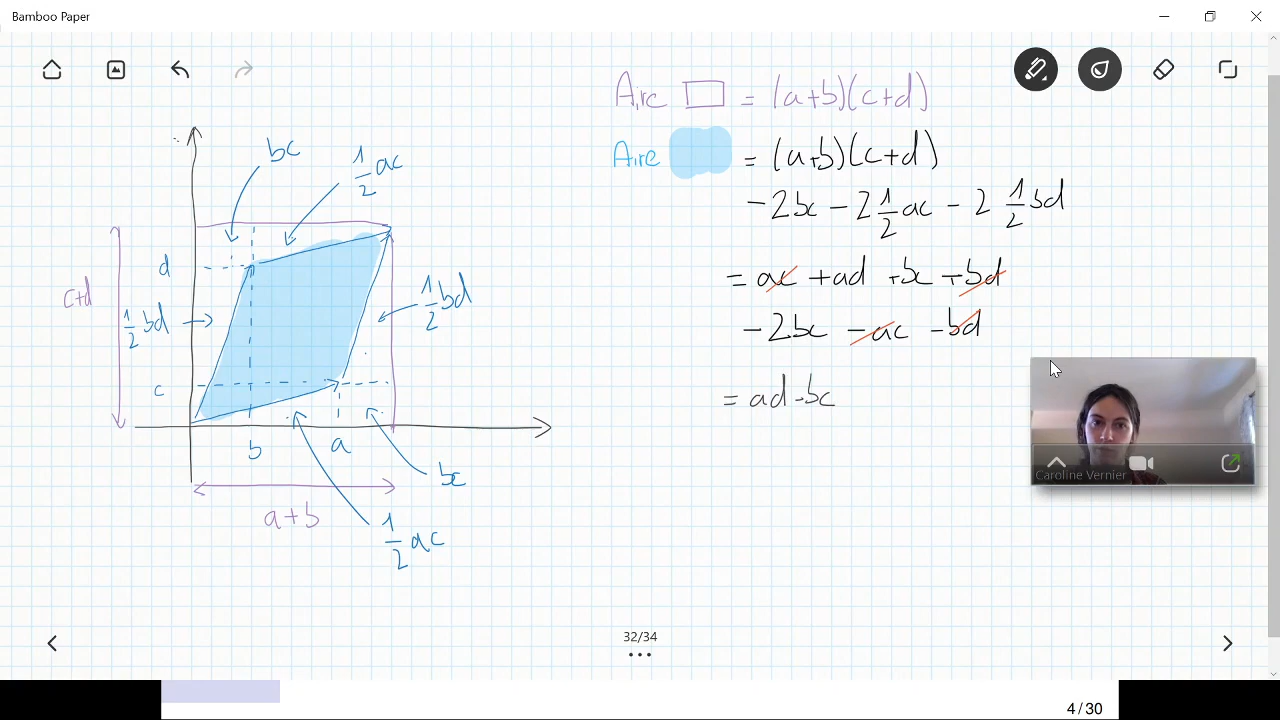 Bamboo Paper
Aire = (a+b)(c+d)
Aire = (a+b)(c+d)
-2bc - 2 1/2 ac - 2 1/2 bd
= ac + ad + bc + bd
-2bc - ac - bd
= ad - bc
bc
1/2 ac
d
c+d
1/2 bd
1/2 bd
c
b
a
bc
a+b
1/2 ac
Caroline Vernier
32/34
4/30